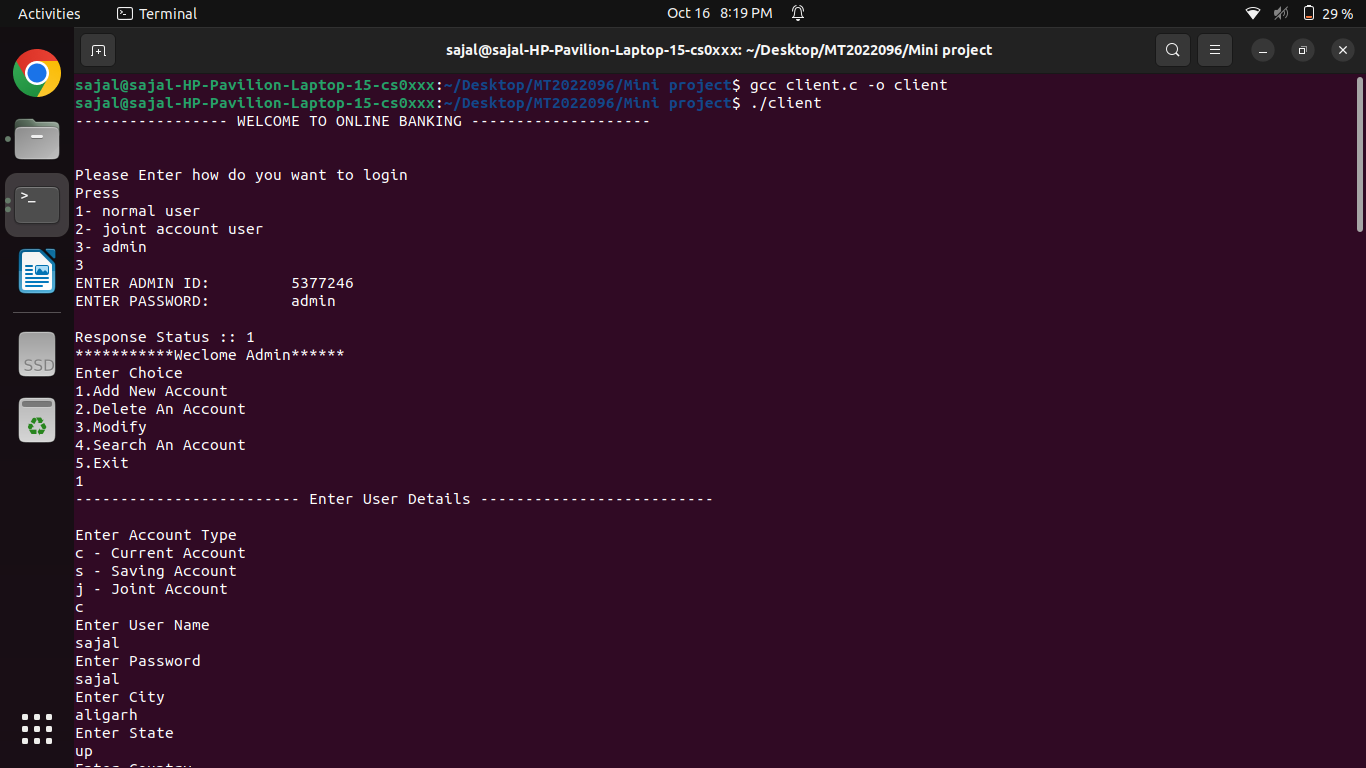 Activities
Terminal
Oct 16 8:19 PM
29 %
sajal@sajal-HP-Pavilion-Laptop-15-cs0xxx: ~/Desktop/MT2022096/Mini project
sajal@sajal-HP-Pavilion-Laptop-15-cs0xxx:~/Desktop/MT2022096/Mini project$ gcc client.c -o client
sajal@sajal-HP-Pavilion-Laptop-15-cs0xxx:~/Desktop/MT2022096/Mini project$ ./client
----------------- WELCOME TO ONLINE BANKING --------------------
Please Enter how do you want to login
Press
1- normal user
2- joint account user
3- admin
3
ENTER ADMIN ID: 5377246
ENTER PASSWORD: admin
Response Status :: 1
***********Weclome Admin******
Enter Choice
1.Add New Account
2.Delete An Account
3.Modify
4.Search An Account
5.Exit
1
------------------------- Enter User Details --------------------------
Enter Account Type
c - Current Account
s - Saving Account
j - Joint Account
c
Enter User Name
sajal
Enter Password
sajal
Enter City
aligarh
Enter State
up
Enter Country
SSD